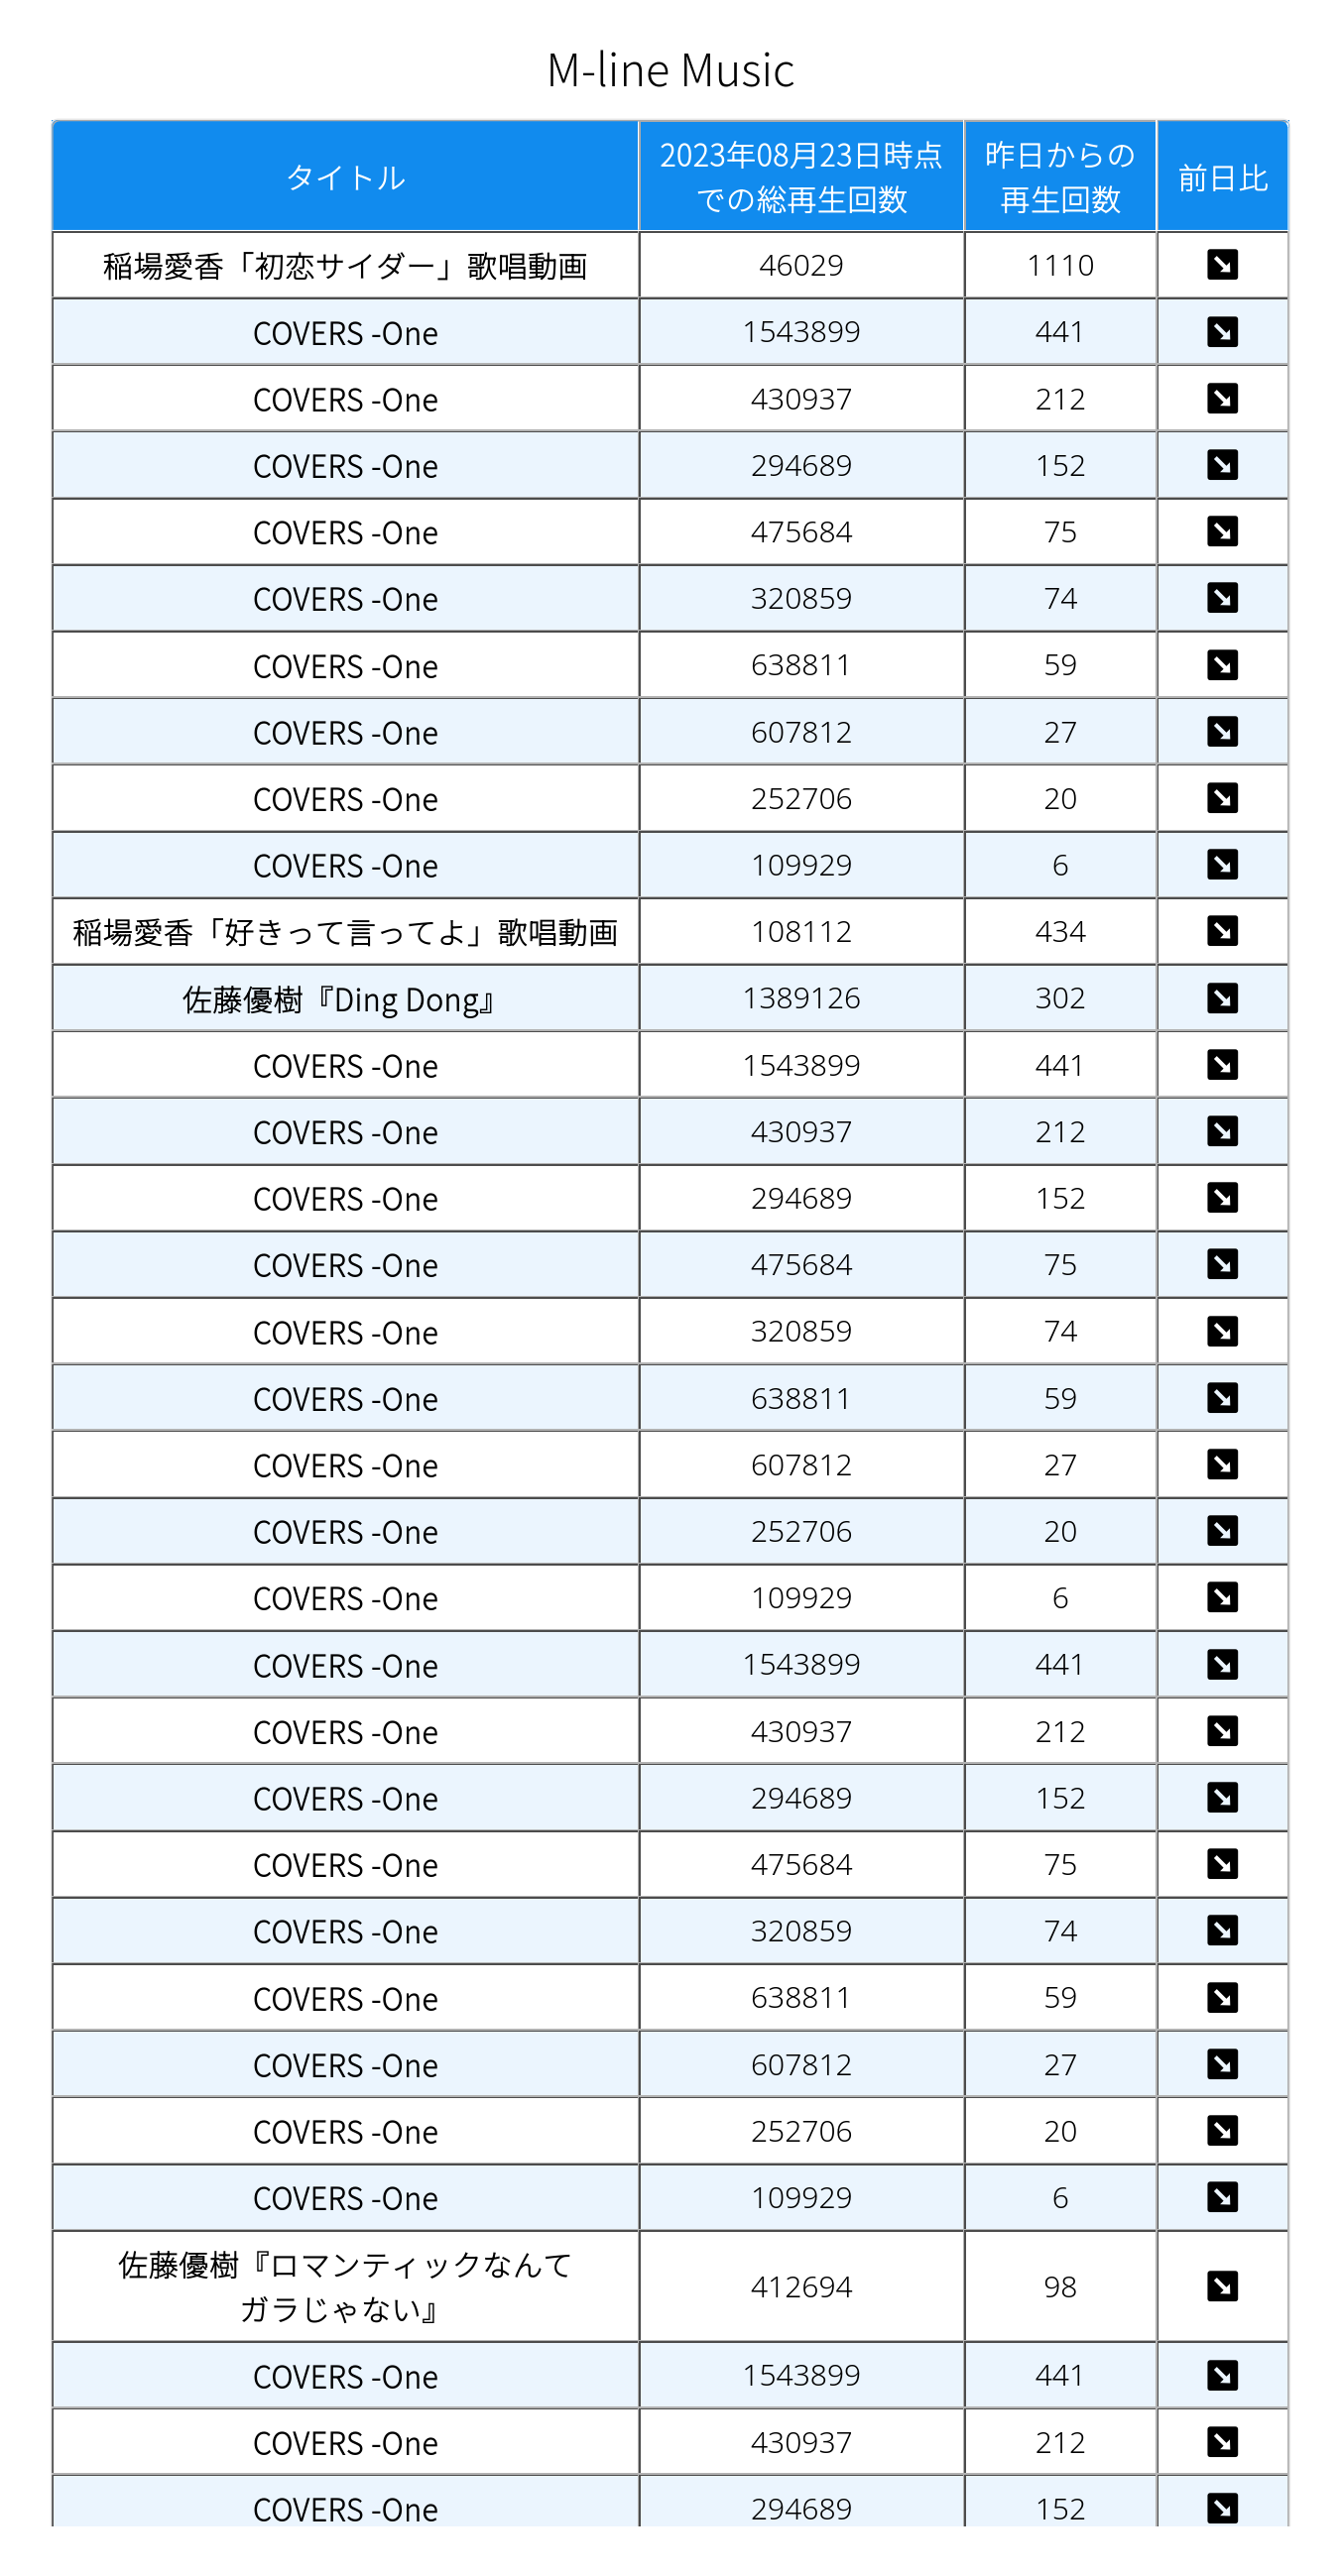 M-line Music
タイトル 2023年08月23日時点 昨日からの 前日比
での総再生回数 再生回数
稲場愛香「初恋サイダー」歌唱動画 46029 1110
COVERS -One 1543899 441
COVERS -One 430937 212
COVERS -One 294689 152
COVERS -One 475684 75
COVERS -One 320859 74
COVERS -One 638811 59
COVERS -One 607812 27
COVERS -One 252706 20
COVERS -One 109929 6
稲場愛香「好きって言ってよ」歌唱動画 108112 434
佐藤優樹『Ding Dong』 1389126 302
COVERS -One 1543899 441
COVERS -One 430937 212
COVERS -One 294689 152
COVERS -One 475684 75
COVERS -One 320859 74
COVERS -One 638811 59
COVERS -One 607812 27
COVERS -One 252706 20
COVERS -One 109929 6
COVERS -One 1543899 441
COVERS -One 430937 212
COVERS -One 294689 152
COVERS -One 475684 75
COVERS -One 320859 74
COVERS -One 638811 59
COVERS -One 607812 27
COVERS -One 252706 20
COVERS -One 109929 6
佐藤優樹『ロマンティックなんて
ガラじゃない』 412694 98
COVERS -One 1543899 441
COVERS -One 430937 212
COVERS -One 294689 152